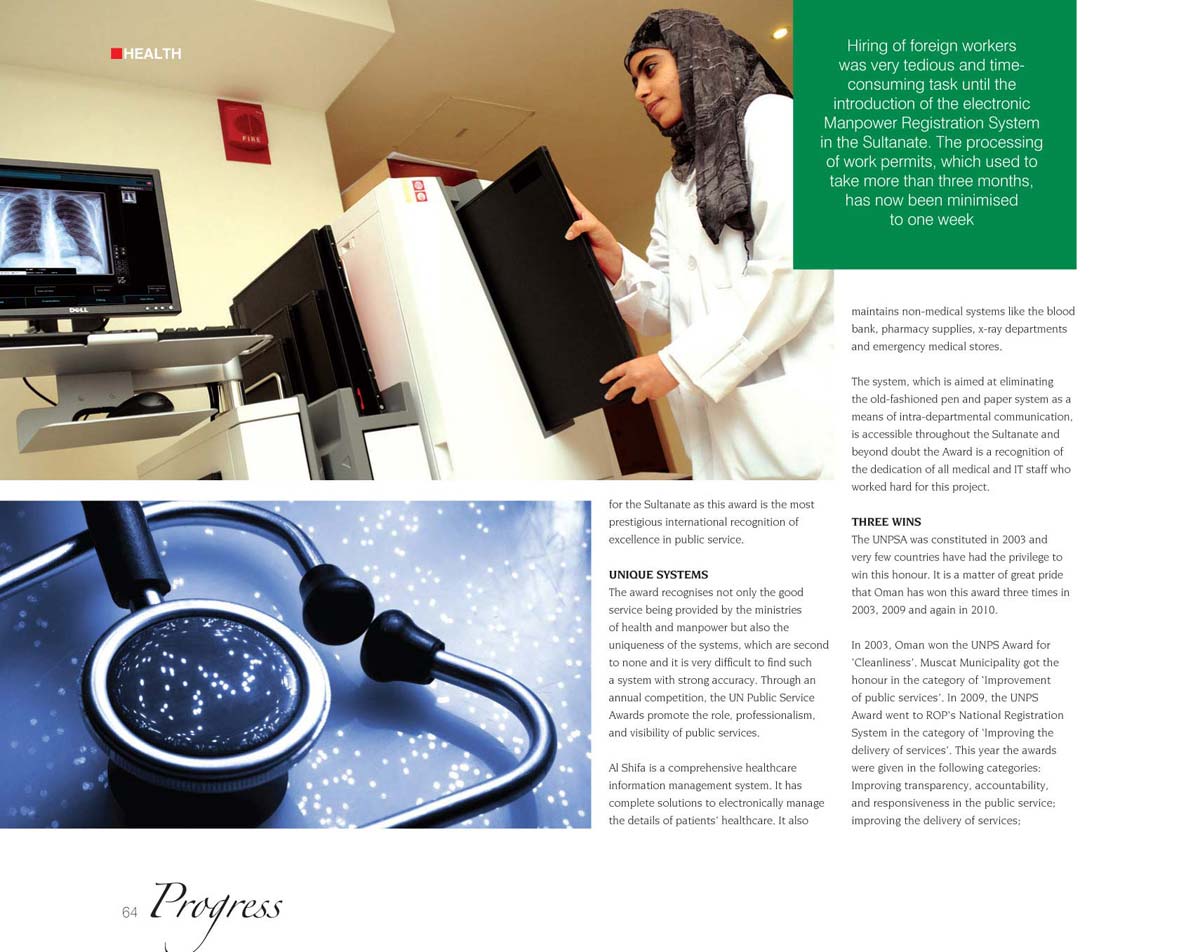 HEALTH
FIRE
DELL
Hiring of foreign workers
was very tedious and time-
consuming task until the
introduction of the electronic
Manpower Registration System
in the Sultanate. The processing
of work permits, which used to
take more than three months,
has now been minimised
to one week
for the Sultanate as this award is the most
prestigious international recognition of
excellence in public service.
UNIQUE SYSTEMS
The award recognises not only the good
service being provided by the ministries
of health and manpower but also the
uniqueness of the systems, which are second
to none and it is very difficult to find such
a system with strong accuracy. Through an
annual competition, the UN Public Service
Awards promote the role, professionalism,
and visibility of public services.
Al Shifa is a comprehensive healthcare
information management system. It has
complete solutions to electronically manage
the details of patients' healthcare. It also
maintains non-medical systems like the blood
bank, pharmacy supplies, x-ray departments
and emergency medical stores.
The system, which is aimed at eliminating
the old-fashioned pen and paper system as a
means of intra-departmental communication,
is accessible throughout the Sultanate and
beyond doubt the Award is a recognition of
the dedication of all medical and IT staff who
worked hard for this project.
THREE WINS
The UNPSA was constituted in 2003 and
very few countries have had the privilege to
win this honour. It is a matter of great pride
that Oman has won this award three times in
2003, 2009 and again in 2010.
In 2003, Oman won the UNPS Award for
'Cleanliness'. Muscat Municipality got the
honour in the category of 'Improvement
of public services'. In 2009, the UNPS
Award went to ROP's National Registration
System in the category of 'Improving the
delivery of services'. This year the awards
were given in the following categories:
Improving transparency, accountability,
and responsiveness in the public service;
improving the delivery of services;
64 Progress